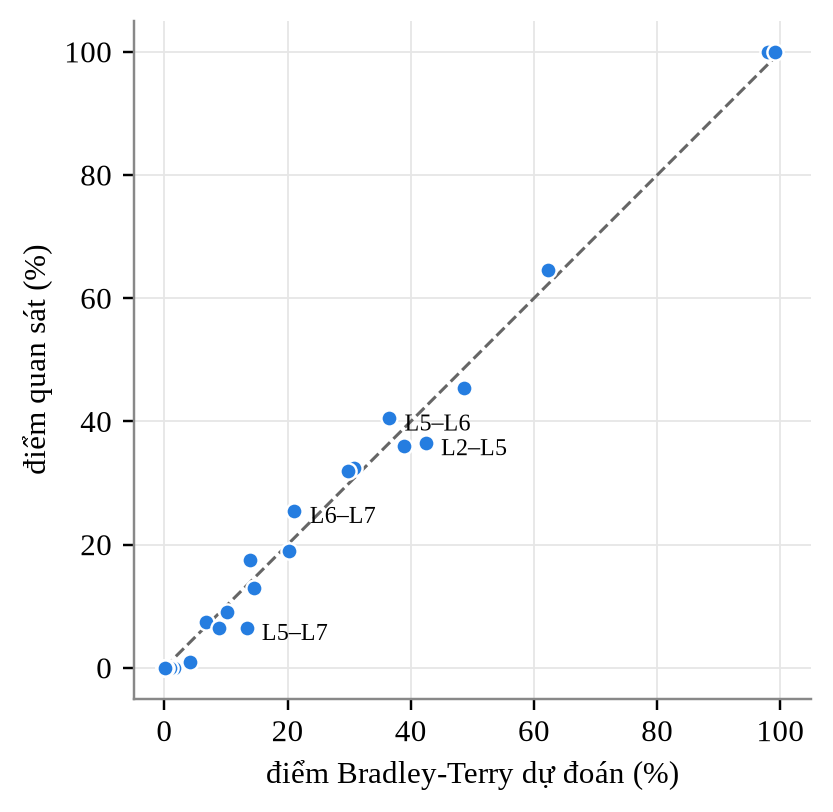 100
80
60
40
20
0
điểm quan sát (%)
L5–L6
L2–L5
L6–L7
L5–L7
0 20 40 60 80 100
điểm Bradley-Terry dự đoán (%)